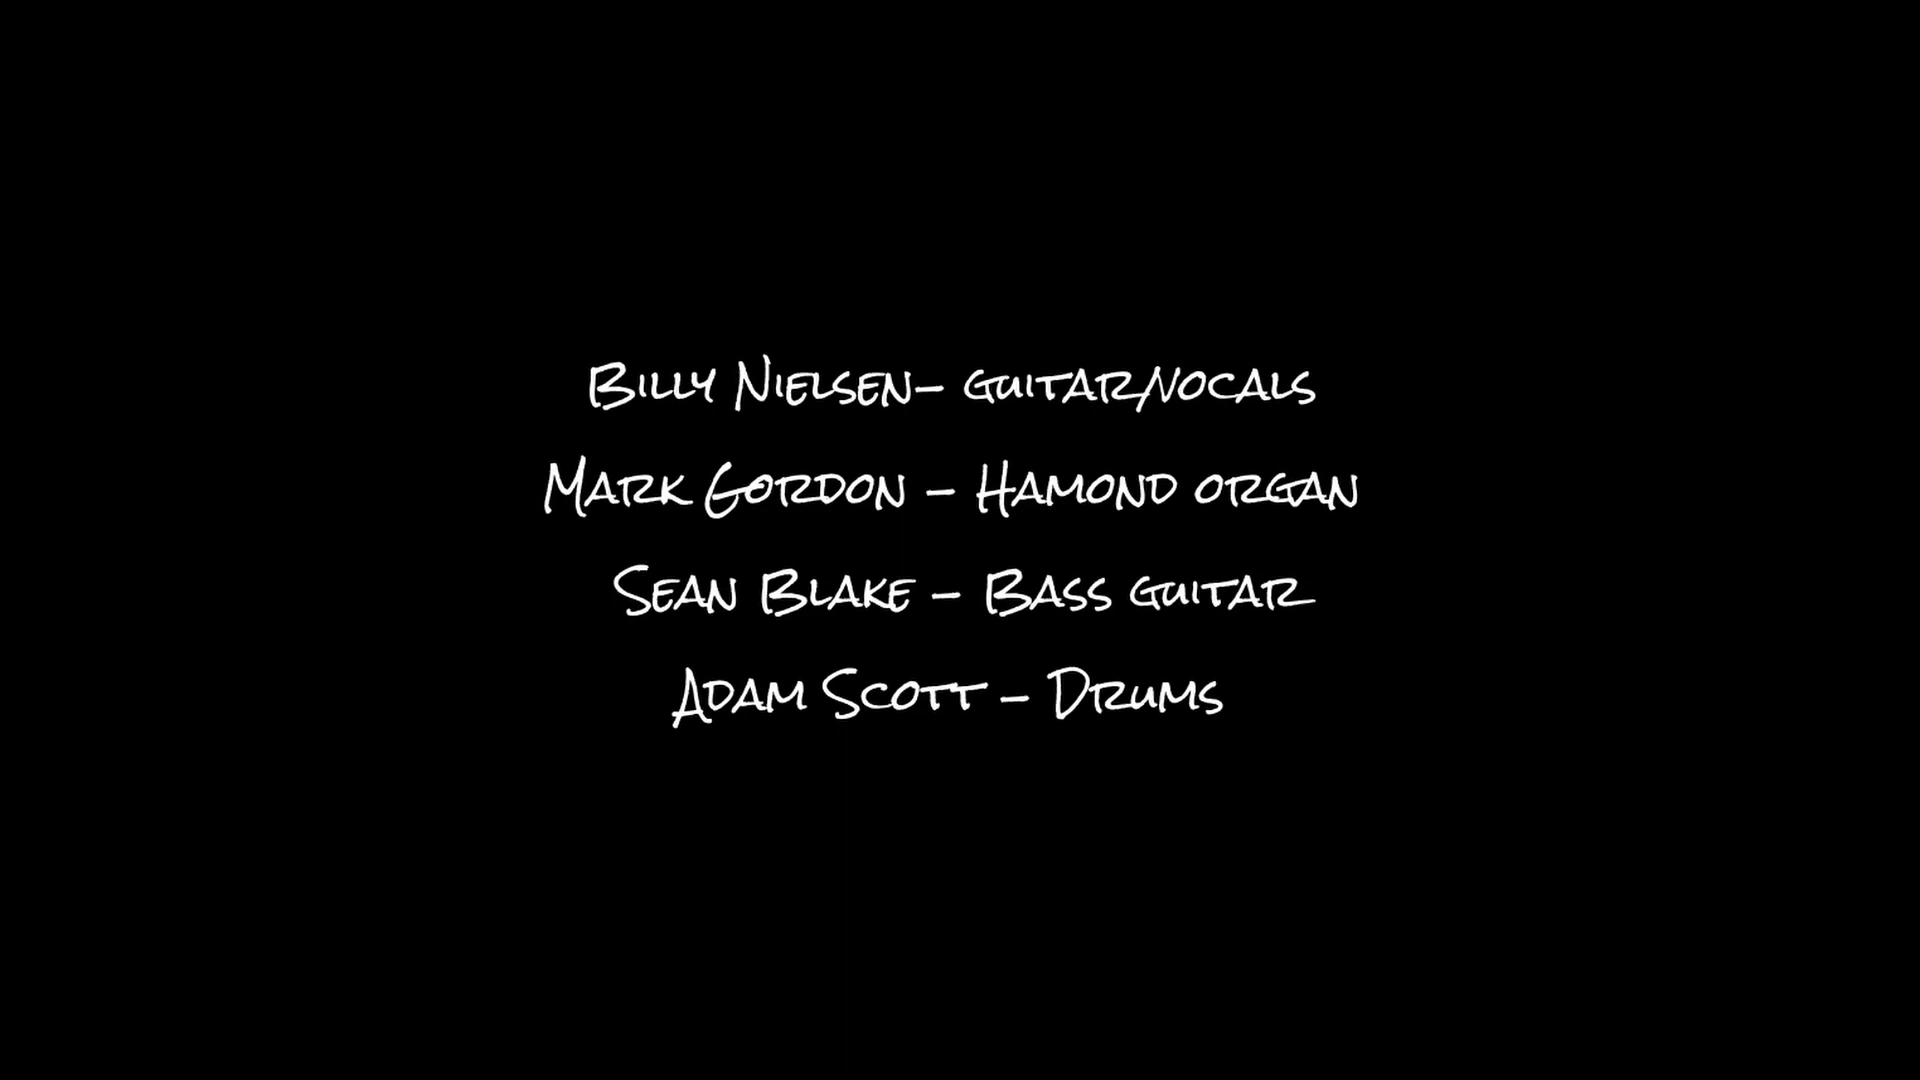 Billy Nielsen- guitar/vocals
Mark Gordon - Hamond organ
Sean Blake - Bass guitar
Adam Scott - Drums